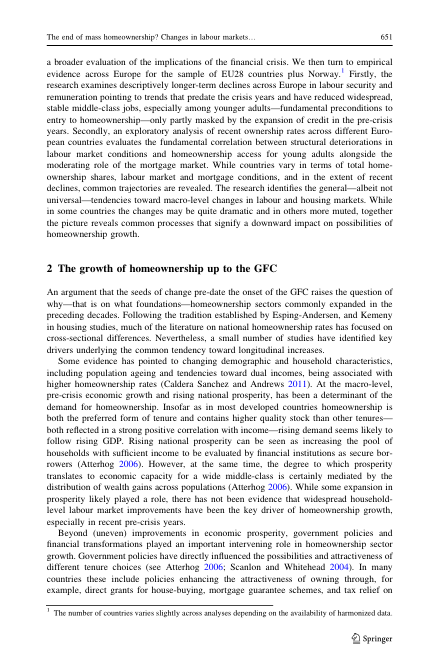 The end of mass homeownership? Changes in labour markets… 651
a broader evaluation of the implications of the financial crisis. We then turn to empirical
evidence across Europe for the sample of EU28 countries plus Norway.1 Firstly, the
research examines descriptively longer-term declines across Europe in labour security and
remuneration pointing to trends that predate the crisis years and have reduced widespread,
stable middle-class jobs, especially among younger adults—fundamental preconditions to
entry to homeownership—only partly masked by the expansion of credit in the pre-crisis
years. Secondly, an exploratory analysis of recent ownership rates across different Euro-
pean countries evaluates the fundamental correlation between structural deteriorations in
labour market conditions and homeownership access for young adults alongside the
moderating role of the mortgage market. While countries vary in terms of total home-
ownership shares, labour market and mortgage conditions, and in the extent of recent
declines, common trajectories are revealed. The research identifies the general—albeit not
universal—tendencies toward macro-level changes in labour and housing markets. While
in some countries the changes may be quite dramatic and in others more muted, together
the picture reveals common processes that signify a downward impact on possibilities of
homeownership growth.
2 The growth of homeownership up to the GFC
An argument that the seeds of change pre-date the onset of the GFC raises the question of
why—that is on what foundations—homeownership sectors commonly expanded in the
preceding decades. Following the tradition established by Esping-Andersen, and Kemeny
in housing studies, much of the literature on national homeownership rates has focused on
cross-sectional differences. Nevertheless, a small number of studies have identified key
drivers underlying the common tendency toward longitudinal increases.
Some evidence has pointed to changing demographic and household characteristics,
including population ageing and tendencies toward dual incomes, being associated with
higher homeownership rates (Caldera Sanchez and Andrews 2011). At the macro-level,
pre-crisis economic growth and rising national prosperity, has been a determinant of the
demand for homeownership. Insofar as in most developed countries homeownership is
both the preferred form of tenure and contains higher quality stock than other tenures—
both reflected in a strong positive correlation with income—rising demand seems likely to
follow rising GDP. Rising national prosperity can be seen as increasing the pool of
households with sufficient income to be evaluated by financial institutions as secure bor-
rowers (Atterhog 2006). However, at the same time, the degree to which prosperity
translates to economic capacity for a wide middle-class is certainly mediated by the
distribution of wealth gains across populations (Atterhog 2006). While some expansion in
prosperity likely played a role, there has not been evidence that widespread household-
level labour market improvements have been the key driver of homeownership growth,
especially in recent pre-crisis years.
Beyond (uneven) improvements in economic prosperity, government policies and
financial transformations played an important intervening role in homeownership sector
growth. Government policies have directly influenced the possibilities and attractiveness of
different tenure choices (see Atterhog 2006; Scanlon and Whitehead 2004). In many
countries these include policies enhancing the attractiveness of owning through, for
example, direct grants for house-buying, mortgage guarantee schemes, and tax relief on
1 The number of countries varies slightly across analyses depending on the availability of harmonized data.
Springer